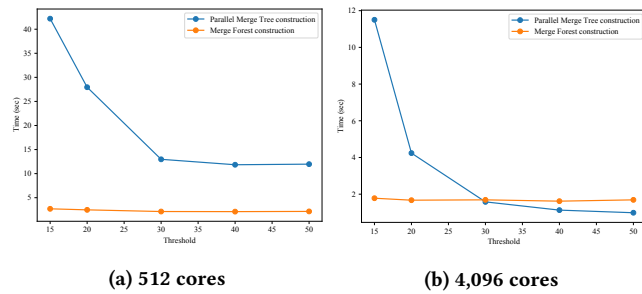 Parallel Merge Tree construction
Merge Forest construction
40
35
30
25
20
15
10
5
Time (sec)
15 20 25 30 35 40 45 50
Threshold
(a) 512 cores
Parallel Merge Tree construction
Merge Forest construction
12
10
8
6
4
2
Time (sec)
15 20 25 30 35 40 45 50
Threshold
(b) 4,096 cores